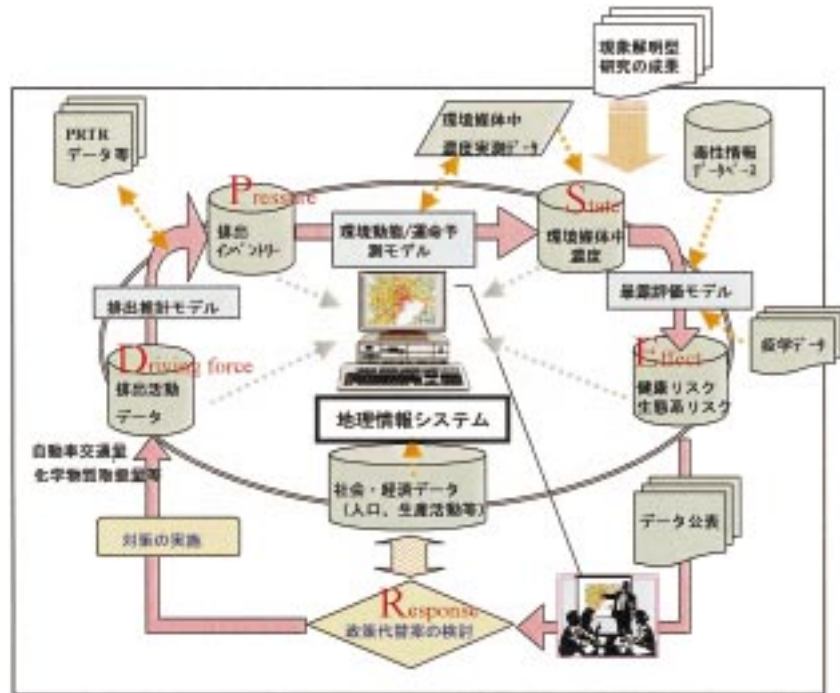 現象解明型
研究の成果
PRTR
データ等
環境媒体中
濃度実測データ
毒性情報
データベース
Pressure
排出
インベントリー
環境動態/運命予
測モデル
State
環境媒体中
濃度
排出推計モデル
暴露評価モデル
Driving force
排出活動
データ
Effect
健康リスク
生態系リスク
疫学データ
地理情報システム
自動車交通量
化学物質取扱量等
社会・経済データ
(人口、生産活動等)
データ公表
対策の実施
Response
政策代替案の検討